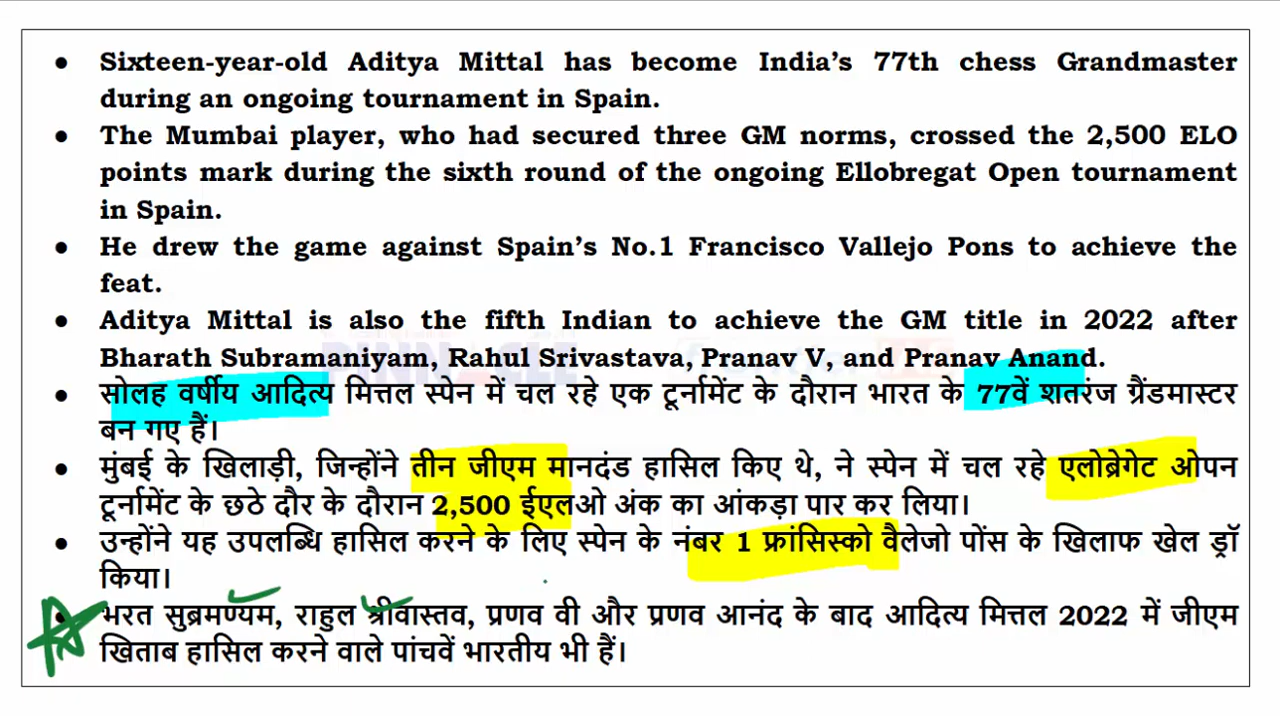 • Sixteen-year-old Aditya Mittal has become India's 77th chess Grandmaster
during an ongoing tournament in Spain.
• The Mumbai player, who had secured three GM norms, crossed the 2,500 ELO
points mark during the sixth round of the ongoing Ellobregat Open tournament
in Spain.
• He drew the game against Spain's No.1 Francisco Vallejo Pons to achieve the
feat.
• Aditya Mittal is also the fifth Indian to achieve the GM title in 2022 after
Bharath Subramaniyam, Rahul Srivastava, Pranav V, and Pranav Anand.
• सोलह वर्षीय आदित्य मित्तल स्पेन में चल रहे एक टूर्नामेंट के दौरान भारत के 77वें शतरंज ग्रैंडमास्टर
बन गए हैं।
• मुंबई के खिलाड़ी, जिन्होंने तीन जीएम मानदंड हासिल किए थे, ने स्पेन में चल रहे एलोब्रेगेट ओपन
टूर्नामेंट के छठे दौर के दौरान 2,500 ईएलओ अंक का आंकड़ा पार कर लिया।
• उन्होंने यह उपलब्धि हासिल करने के लिए स्पेन के नंबर 1 फ्रांसिस्को वैलेजो पोंस के खिलाफ खेल ड्रॉ
किया।
• भरत सुब्रमण्यम, राहुल श्रीवास्तव, प्रणव वी और प्रणव आनंद के बाद आदित्य मित्तल 2022 में जीएम
खिताब हासिल करने वाले पांचवें भारतीय भी हैं।